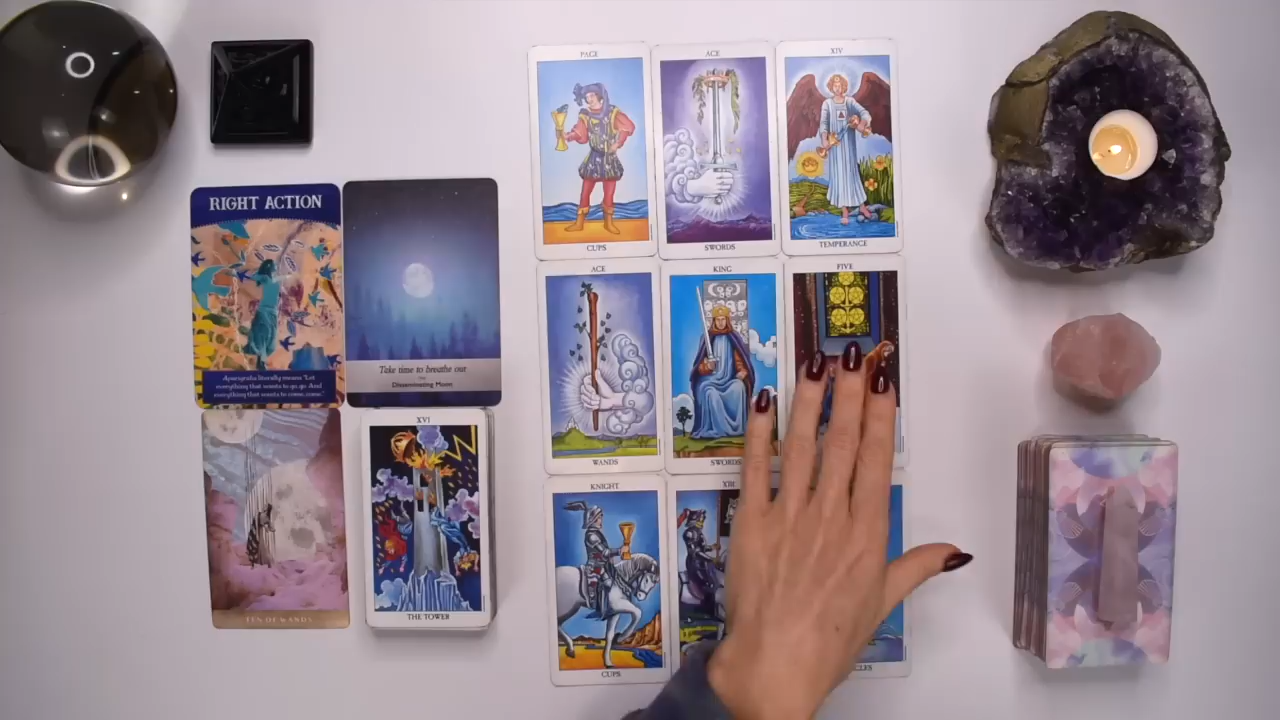 RIGHT ACTION
Aparigraha literally means "Let
everything that wants to go, go. And
everything that wants to come, come."
Take time to breathe out
Disseminating Moon
TEN OF WANDS
XVI
THE TOWER
PAGE
CUPS
ACE
SWORDS
XIV
TEMPERANCE
ACE
WANDS
KING
SWORDS
FIVE
KNIGHT
CUPS
XIII